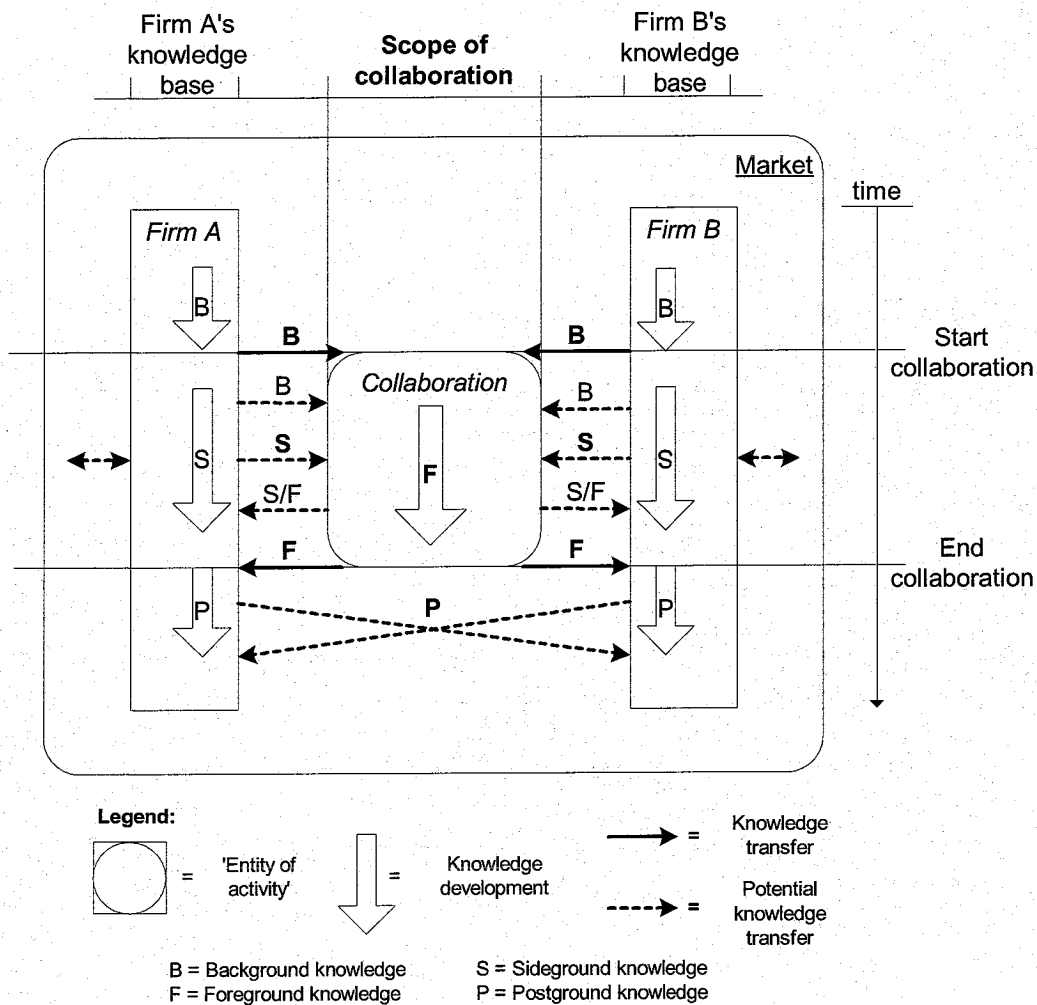 Firm A's
knowledge
base
Scope of
collaboration
Firm B's
knowledge
base
Market
time
Firm A
Firm B
B
B
B
B
Start
collaboration
Collaboration
B
B
S
S
S
F
S
S/F
S/F
F
F
End
collaboration
P
P
P
Legend:
=
'Entity of
activity'
=
Knowledge
development
=
Knowledge
transfer
=
Potential
knowledge
transfer
B = Background knowledge
F = Foreground knowledge
S = Sideground knowledge
P = Postground knowledge